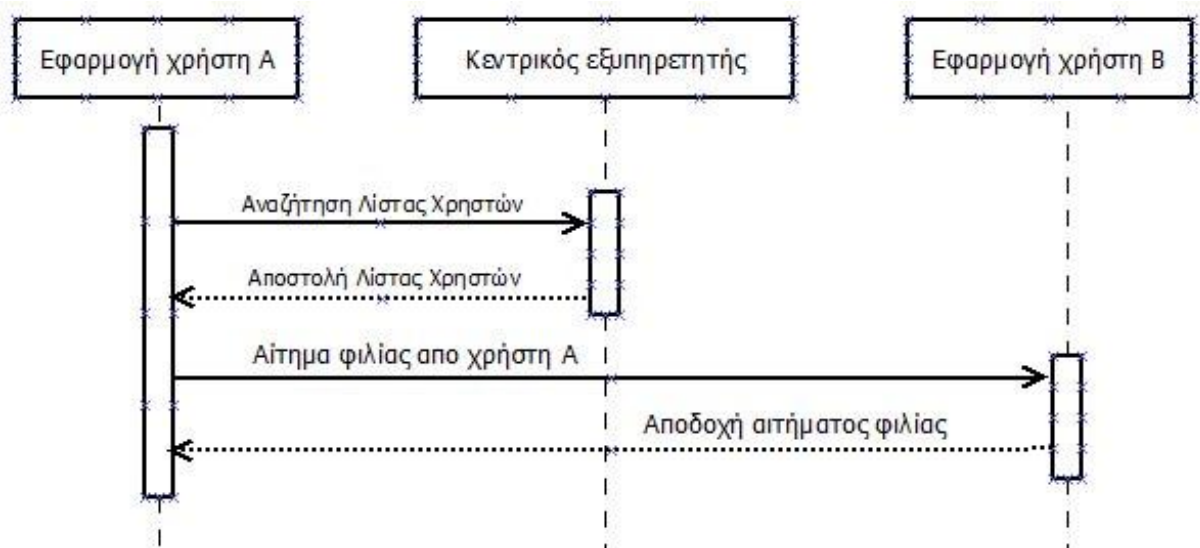 Εφαρμογή χρήστη Α
Κεντρικός εξυπηρετητής
Εφαρμογή χρήστη Β
Αναζήτηση Λίστας Χρηστών
Αποστολή Λίστας Χρηστών
Αίτημα φιλίας απο χρήστη Α
Αποδοχή αιτήματος φιλίας